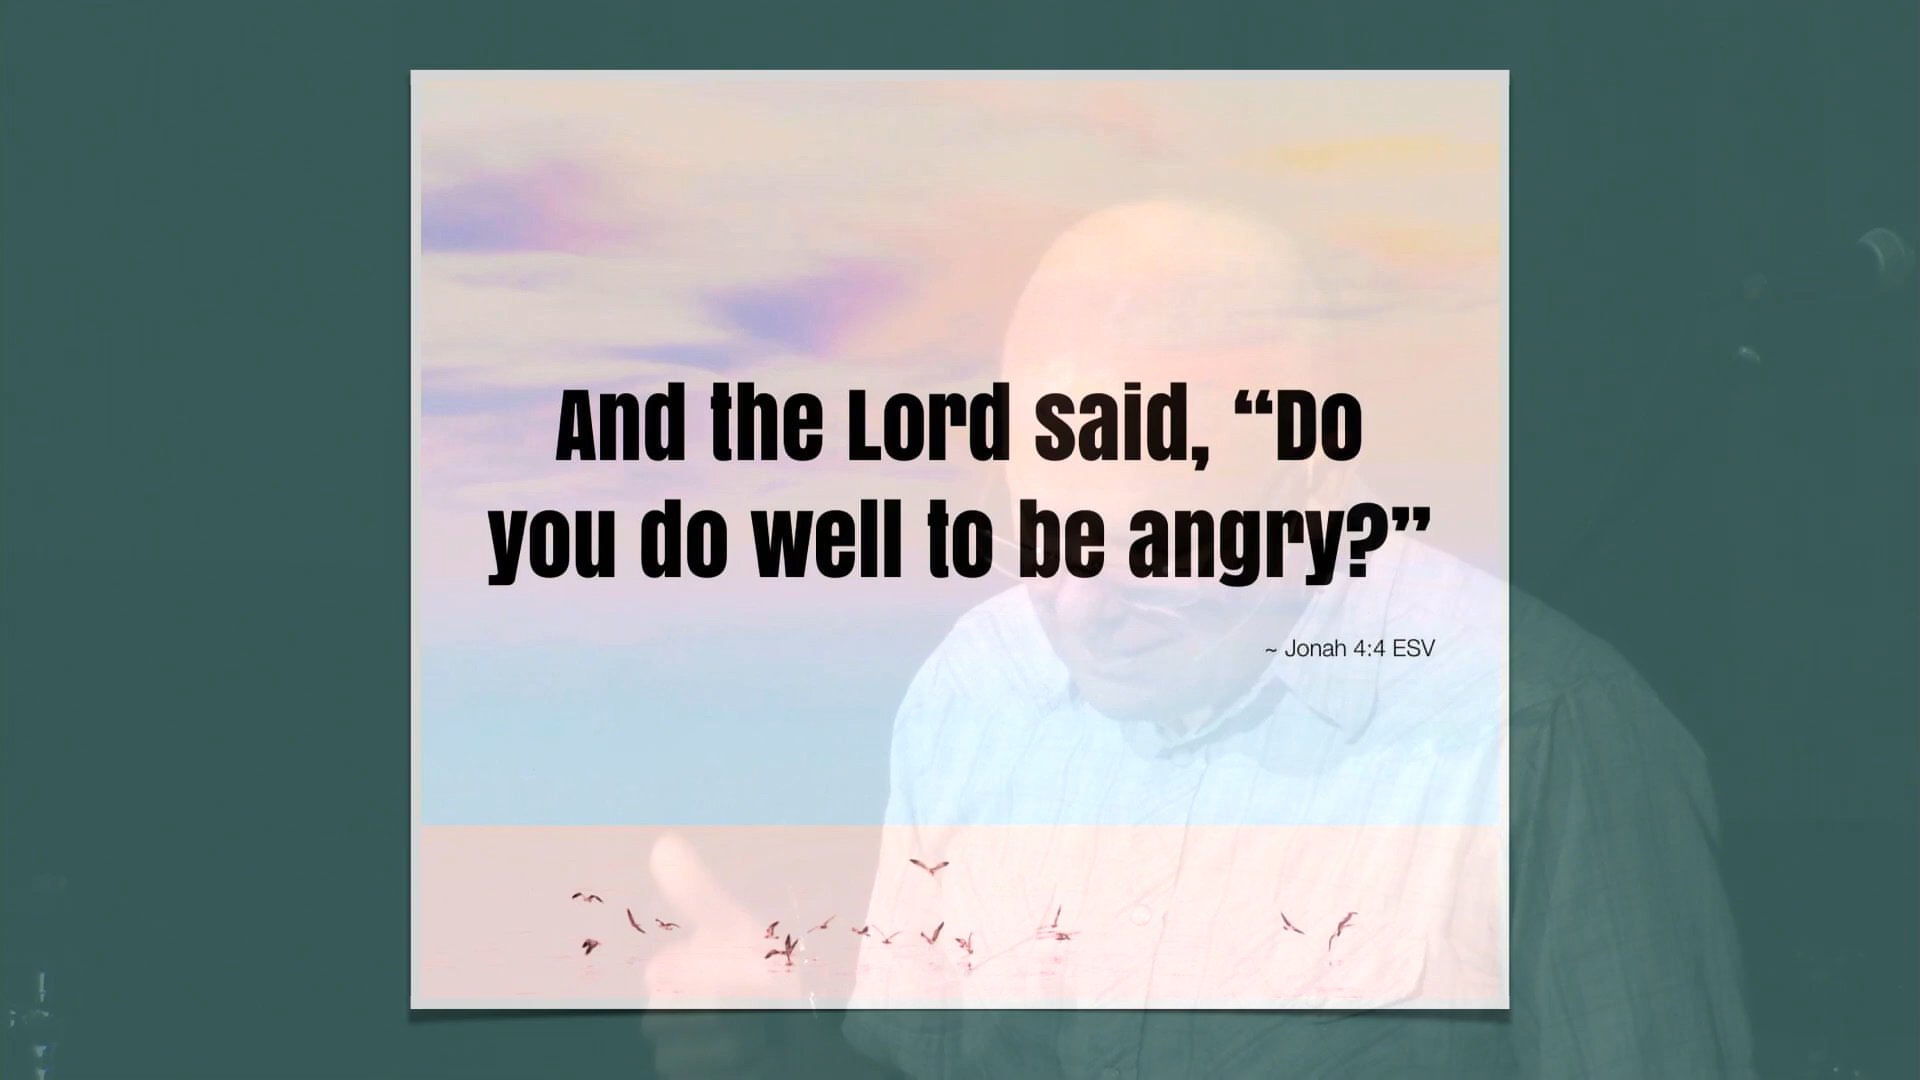 And the Lord said, “Do
you do well to be angry?”
~ Jonah 4:4 ESV